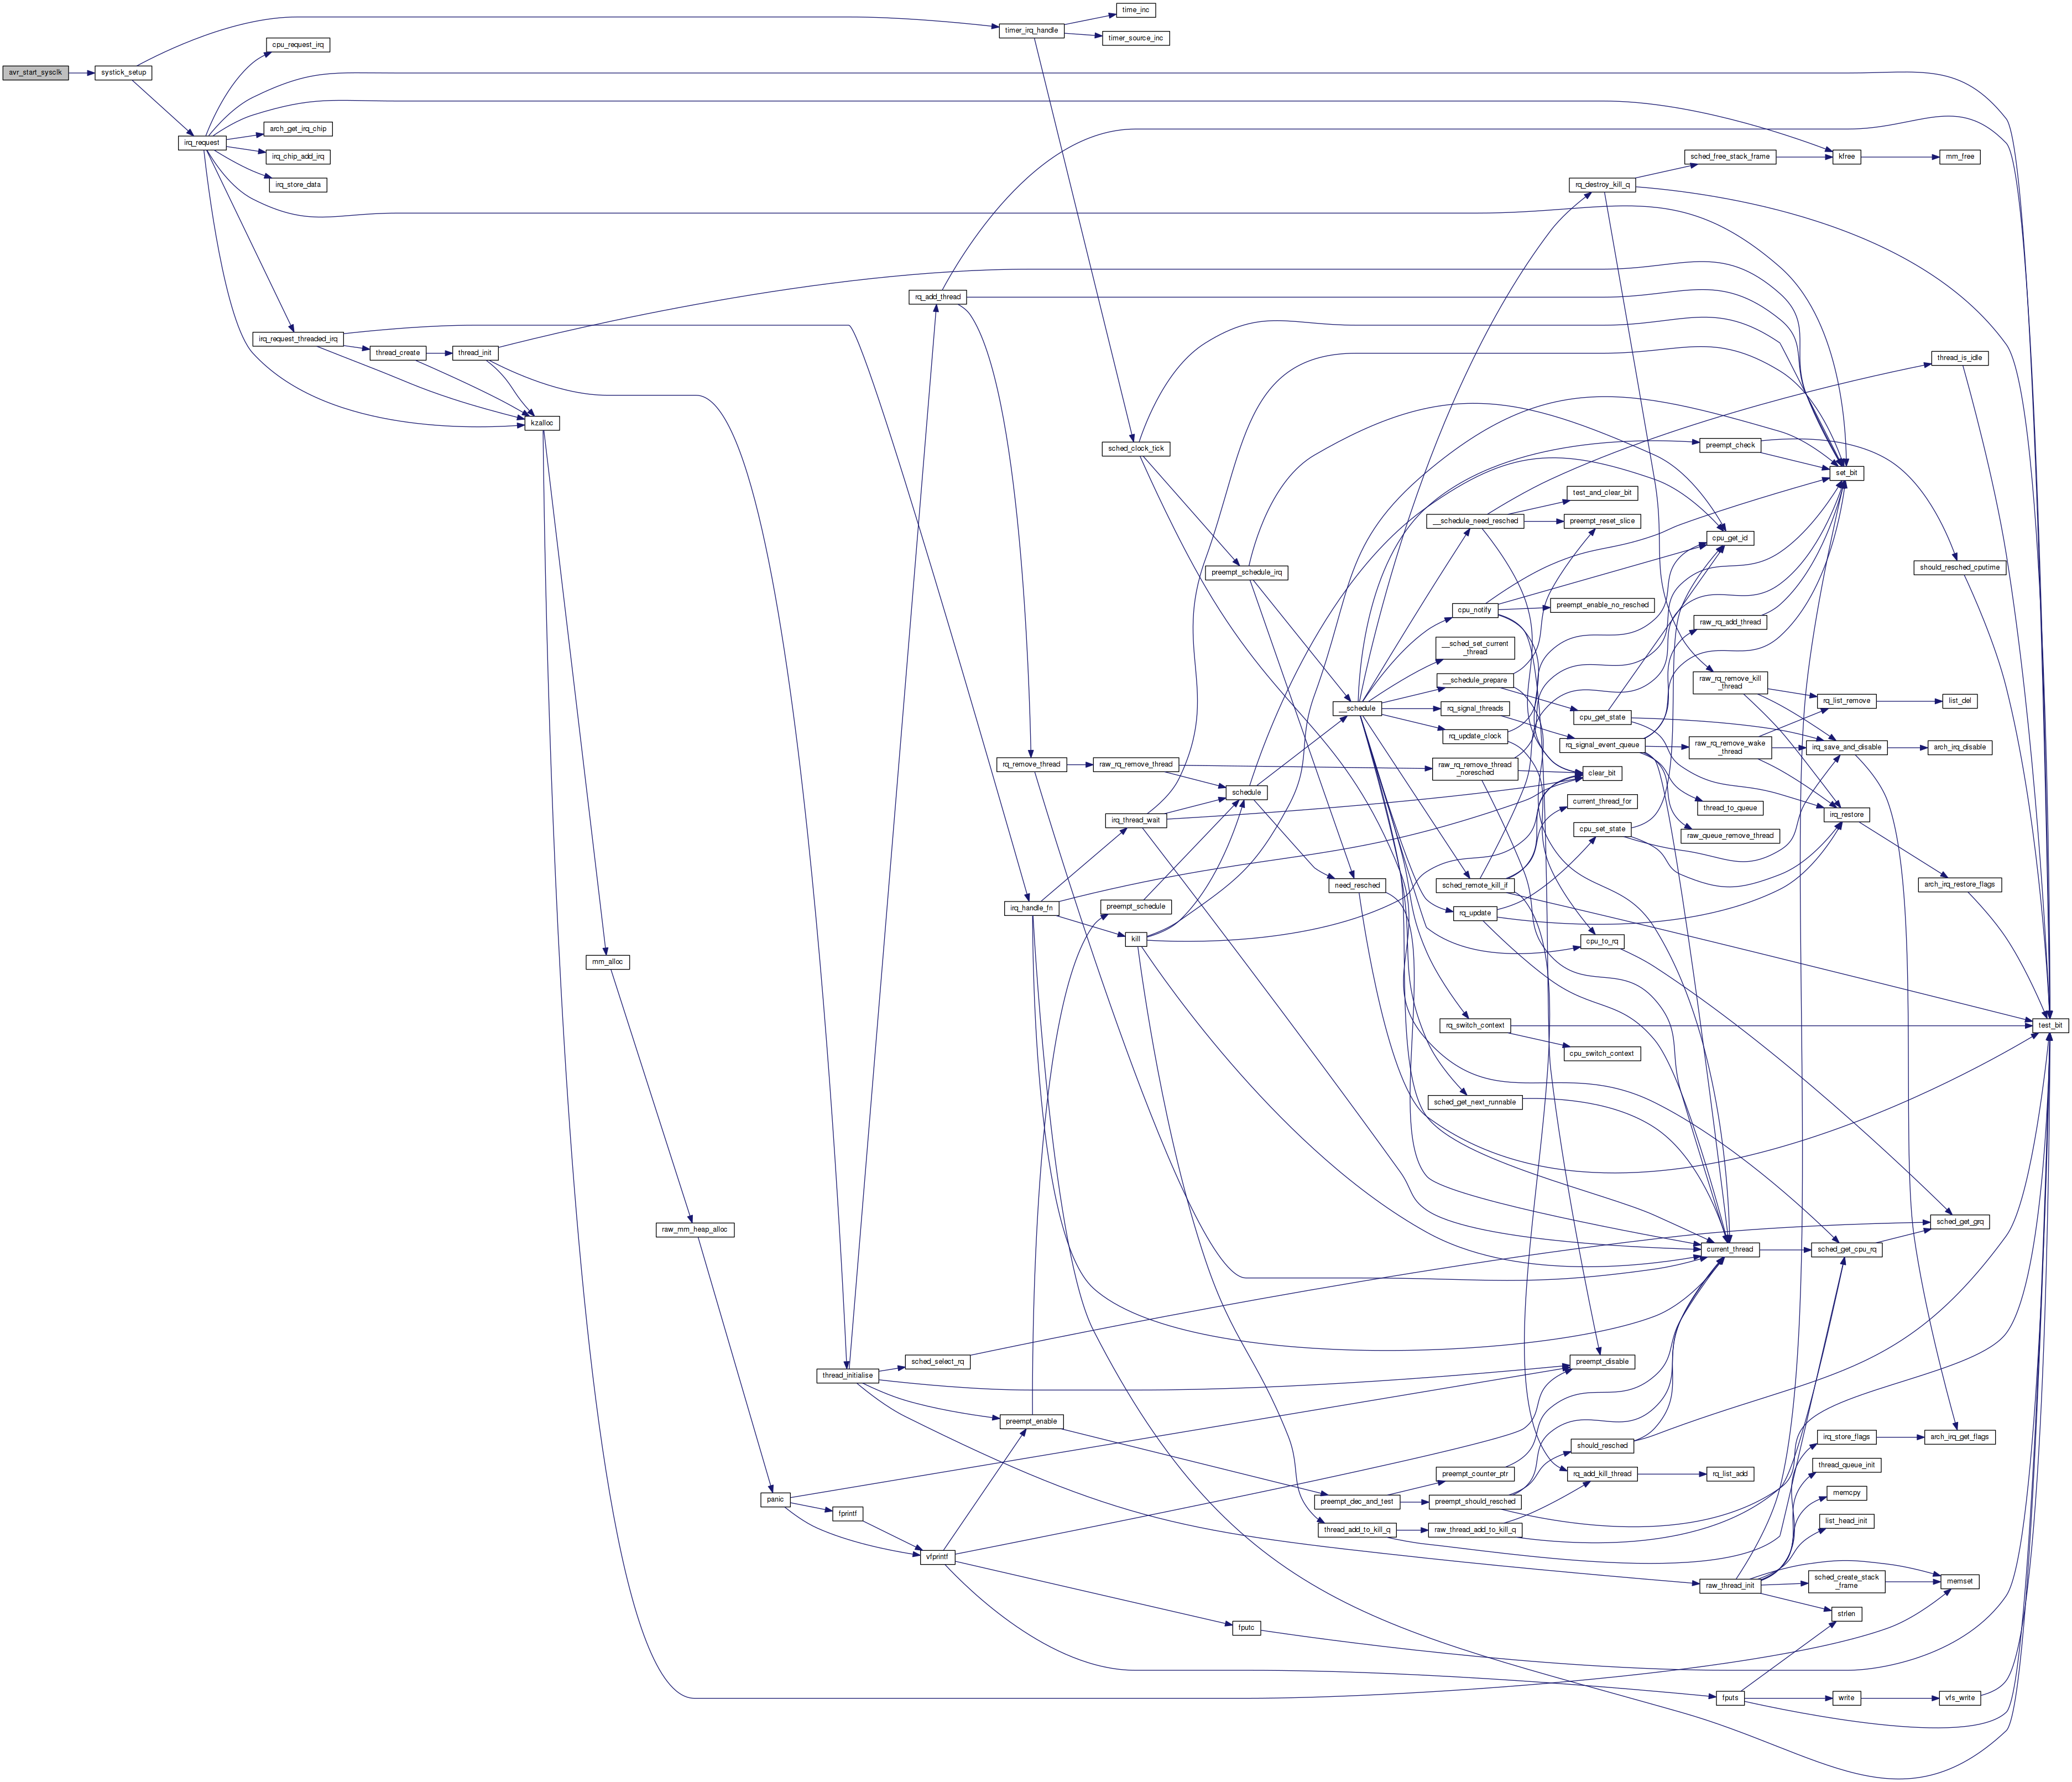 time_inc
timer_irq_handle
timer_source_inc
cpu_request_irq
avr_start_sysclk
systick_setup
arch_get_irq_chip
irq_request
irq_chip_add_irq
sched_free_stack_frame
kfree
mm_free
irq_store_data
rq_destroy_kill_q
rq_add_thread
irq_request_threaded_irq
thread_create
thread_init
thread_is_idle
kzalloc
sched_clock_tick
preempt_check
set_bit
test_and_clear_bit
__schedule_need_resched
preempt_reset_slice
cpu_get_id
should_resched_cputime
preempt_schedule_irq
cpu_notify
preempt_enable_no_resched
raw_rq_add_thread
__sched_set_current
_thread
__schedule_prepare
raw_rq_remove_kill
_thread
rq_list_remove
list_del
__schedule
rq_signal_threads
cpu_get_state
rq_update_clock
rq_signal_event_queue
raw_rq_remove_wake
_thread
irq_save_and_disable
arch_irq_disable
rq_remove_thread
raw_rq_remove_thread
raw_rq_remove_thread
_noresched
clear_bit
schedule
current_thread_for
thread_to_queue
irq_thread_wait
cpu_set_state
raw_queue_remove_thread
irq_restore
need_resched
sched_remote_kill_if
arch_irq_restore_flags
irq_handle_fn
preempt_schedule
rq_update
kill
cpu_to_rq
mm_alloc
rq_switch_context
test_bit
cpu_switch_context
sched_get_next_runnable
raw_mm_heap_alloc
sched_get_grq
current_thread
sched_get_cpu_rq
sched_select_rq
preempt_disable
thread_initialise
preempt_enable
irq_store_flags
arch_irq_get_flags
should_resched
thread_queue_init
preempt_counter_ptr
rq_add_kill_thread
rq_list_add
panic
preempt_dec_and_test
preempt_should_resched
memcpy
fprintf
thread_add_to_kill_q
raw_thread_add_to_kill_q
list_head_init
vfprintf
raw_thread_init
sched_create_stack
_frame
memset
strlen
fputc
fputs
write
vfs_write